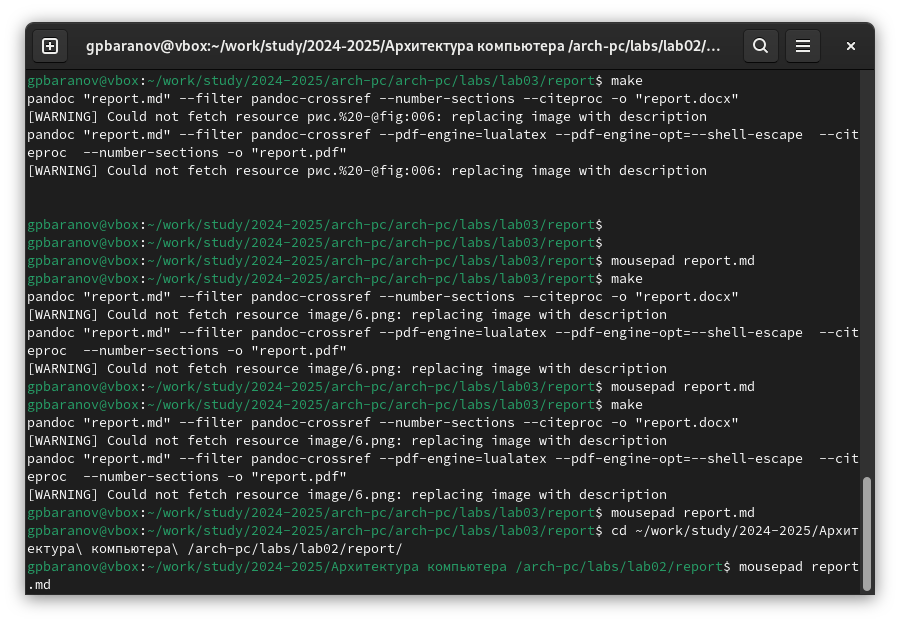 gpbaranov@vbox:~/work/study/2024-2025/Архитектура компьютера /arch-pc/labs/lab02/...
gpbaranov@vbox:~/work/study/2024-2025/arch-pc/arch-pc/labs/lab03/report$ make
pandoc "report.md" --filter pandoc-crossref --number-sections --citeproc -o "report.docx"
[WARNING] Could not fetch resource рис.%20-@fig:006: replacing image with description
pandoc "report.md" --filter pandoc-crossref --pdf-engine=lualatex --pdf-engine-opt=--shell-escape  --cit
eproc  --number-sections -o "report.pdf"
[WARNING] Could not fetch resource рис.%20-@fig:006: replacing image with description
gpbaranov@vbox:~/work/study/2024-2025/arch-pc/arch-pc/labs/lab03/report$
gpbaranov@vbox:~/work/study/2024-2025/arch-pc/arch-pc/labs/lab03/report$
gpbaranov@vbox:~/work/study/2024-2025/arch-pc/arch-pc/labs/lab03/report$ mousepad report.md
gpbaranov@vbox:~/work/study/2024-2025/arch-pc/arch-pc/labs/lab03/report$ make
pandoc "report.md" --filter pandoc-crossref --number-sections --citeproc -o "report.docx"
[WARNING] Could not fetch resource image/6.png: replacing image with description
pandoc "report.md" --filter pandoc-crossref --pdf-engine=lualatex --pdf-engine-opt=--shell-escape  --cit
eproc  --number-sections -o "report.pdf"
[WARNING] Could not fetch resource image/6.png: replacing image with description
gpbaranov@vbox:~/work/study/2024-2025/arch-pc/arch-pc/labs/lab03/report$ mousepad report.md
gpbaranov@vbox:~/work/study/2024-2025/arch-pc/arch-pc/labs/lab03/report$ make
pandoc "report.md" --filter pandoc-crossref --number-sections --citeproc -o "report.docx"
[WARNING] Could not fetch resource image/6.png: replacing image with description
pandoc "report.md" --filter pandoc-crossref --pdf-engine=lualatex --pdf-engine-opt=--shell-escape  --cit
eproc  --number-sections -o "report.pdf"
[WARNING] Could not fetch resource image/6.png: replacing image with description
gpbaranov@vbox:~/work/study/2024-2025/arch-pc/arch-pc/labs/lab03/report$ mousepad report.md
gpbaranov@vbox:~/work/study/2024-2025/arch-pc/arch-pc/labs/lab03/report$ cd ~/work/study/2024-2025/Архит
ектура\ компьютера\ /arch-pc/labs/lab02/report/
gpbaranov@vbox:~/work/study/2024-2025/Архитектура компьютера /arch-pc/labs/lab02/report$ mousepad report
.md